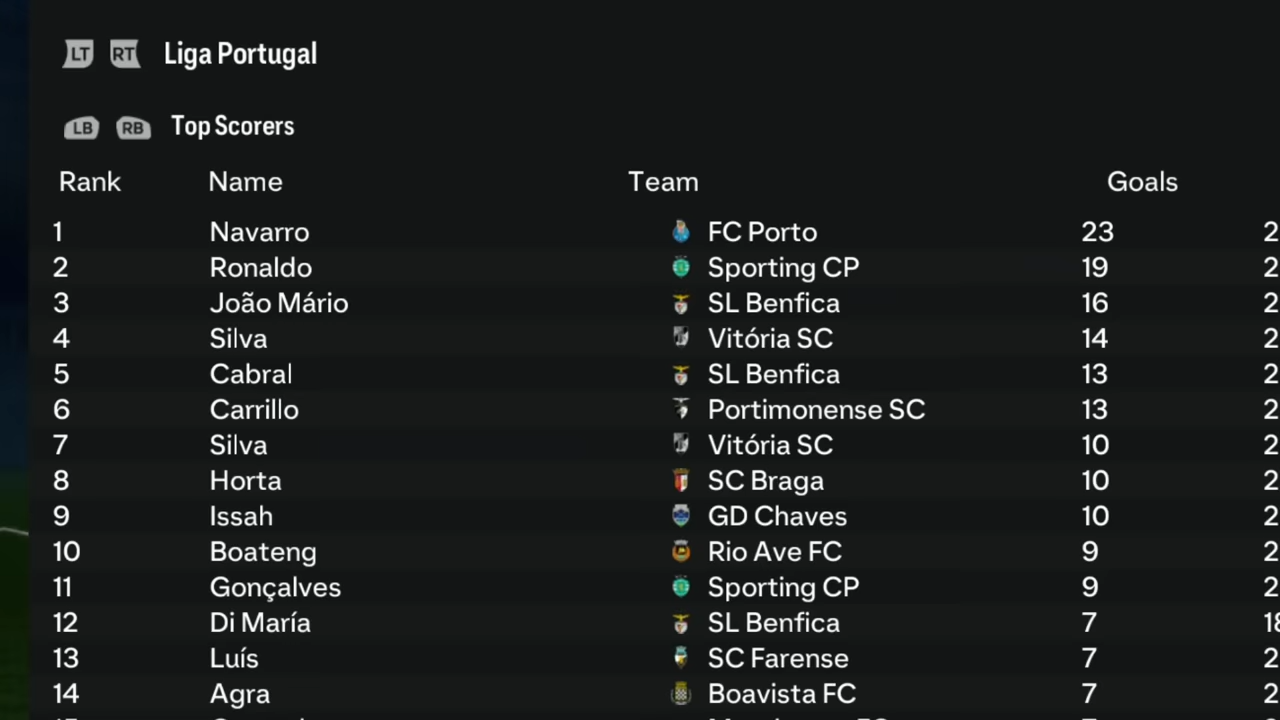 LT RT Liga Portugal
LB RB Top Scorers
Rank Name Team Goals
1 Navarro FC Porto 23
2 Ronaldo Sporting CP 19
3 João Mário SL Benfica 16
4 Silva Vitória SC 14
5 Cabral SL Benfica 13
6 Carrillo Portimonense SC 13
7 Silva Vitória SC 10
8 Horta SC Braga 10
9 Issah GD Chaves 10
10 Boateng Rio Ave FC 9
11 Gonçalves Sporting CP 9
12 Di María SL Benfica 7
13 Luís SC Farense 7
14 Agra Boavista FC 7